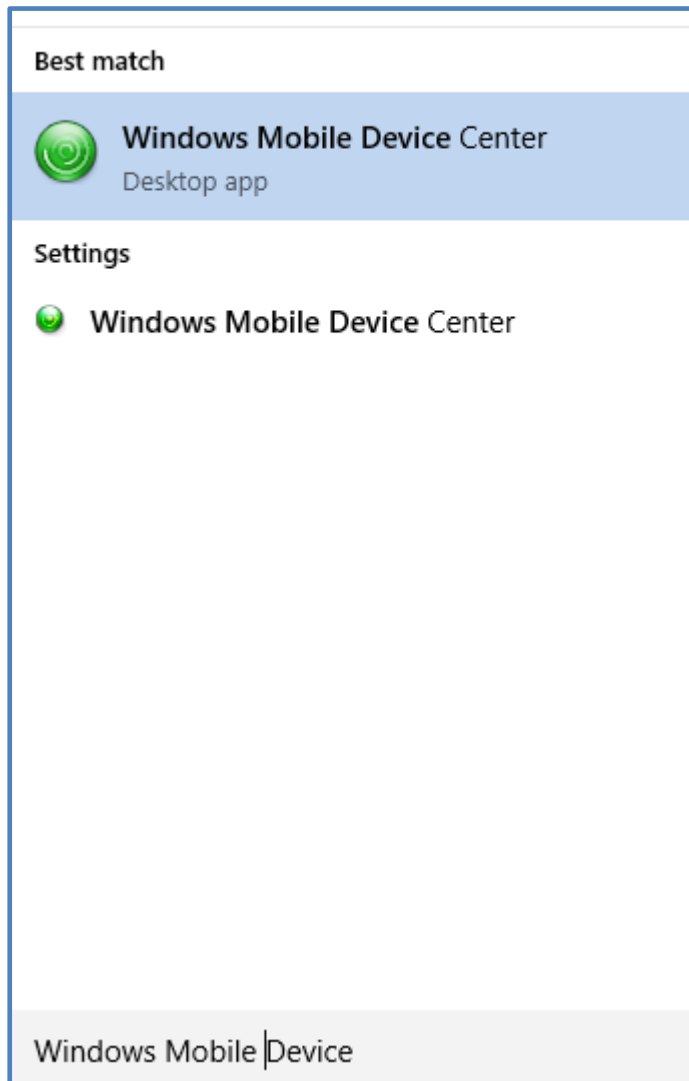 Best match
Windows Mobile Device Center
Desktop app
Settings
Windows Mobile Device Center
Windows Mobile Device